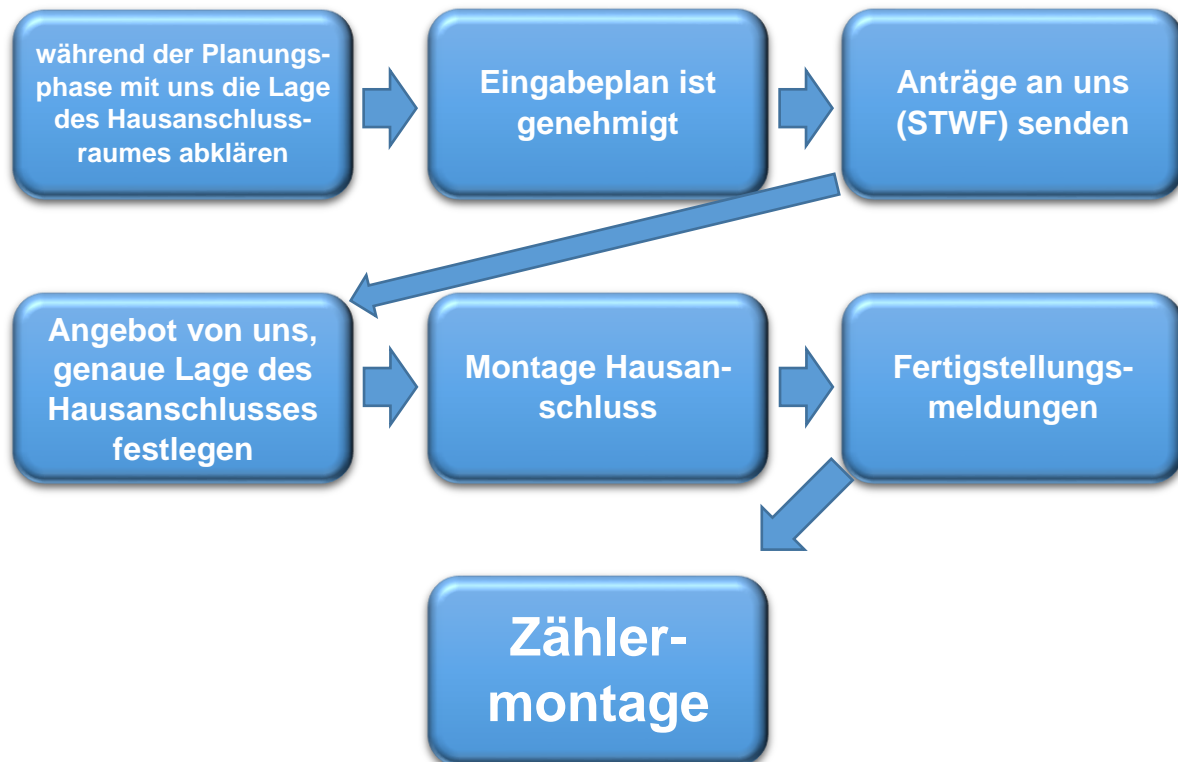 während der Planungs-
phase mit uns die Lage
des Hausanschluss-
raumes abklären
Eingabeplan ist
genehmigt
Anträge an uns
(STWF) senden
Angebot von uns,
genaue Lage des
Hausanschlusses
festlegen
Montage Hausan-
schluss
Fertigstellungs-
meldungen
Zähler-
montage